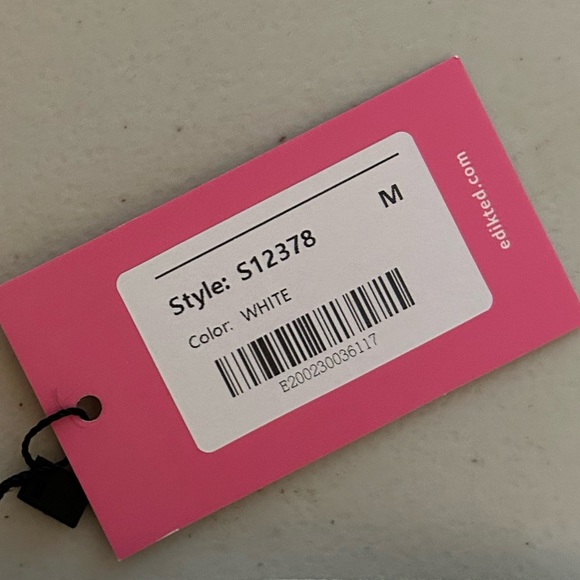 M
Style: S12378
Color: WHITE
E200230036117
edikted.com